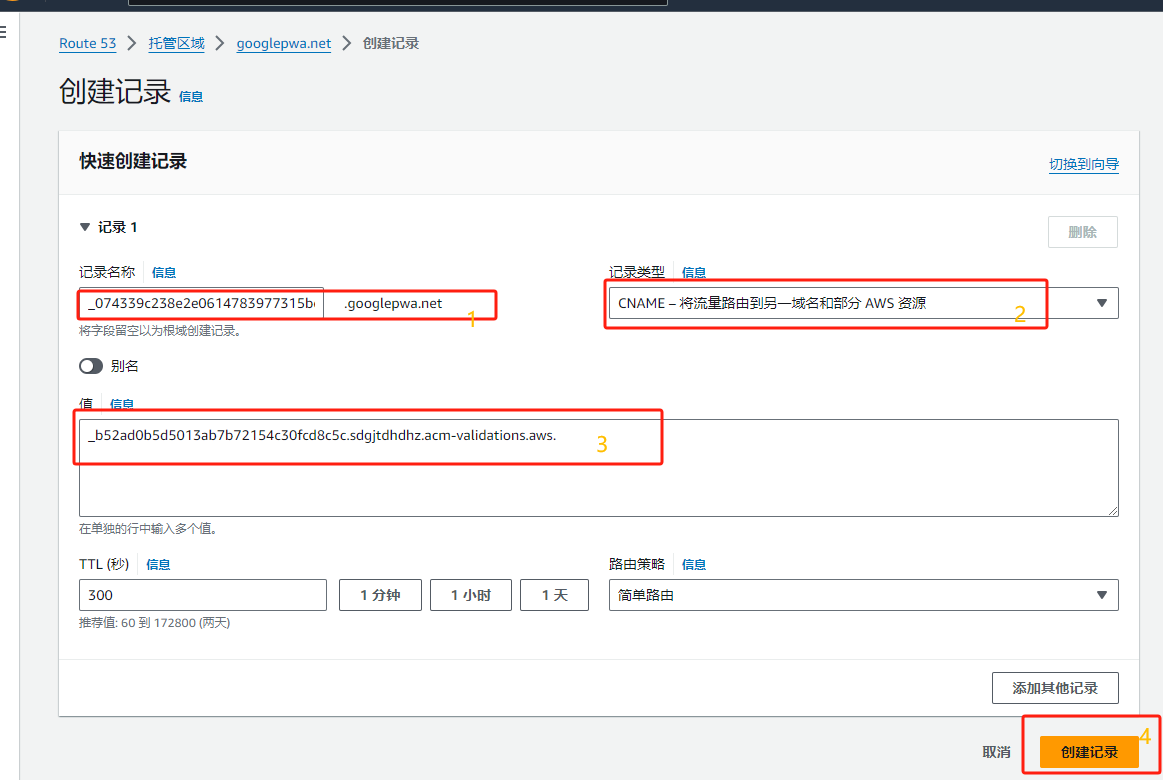 Route 53 > 托管区域 > googlepwa.net > 创建记录
创建记录 信息
快速创建记录 切换到向导
▼ 记录 1 删除
记录名称 信息 记录类型 信息
_074339c238e2e0614783977315b .googlepwa.net 1 CNAME – 将流量路由到另一域名和部分 AWS 资源 2
将字段留空以为根域创建记录。
别名
值 信息
_b52ad0b5d5013ab7b72154c30fcd8c5c.sdgjtdhdhz.acm-validations.aws. 3
在单独的行中输入多个值。
TTL (秒) 信息 路由策略 信息
300 1 分钟 1 小时 1 天 简单路由
推荐值: 60 到 172800 (两天)
添加其他记录
取消 创建记录 4